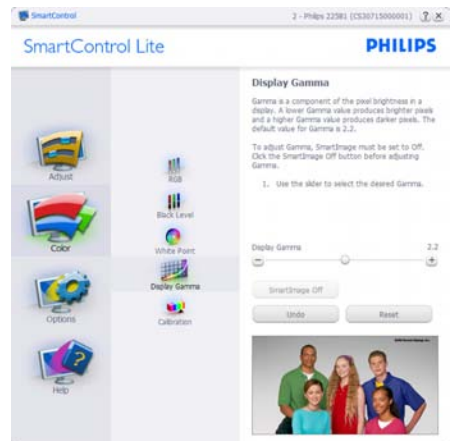 SmartControl
2 - Philips 225B1 (CS30715000001)
SmartControl Lite
PHILIPS
Adjust
Color
Options
Help
RGB
Black Level
White Point
Display Gamma
Calibration
Display Gamma
Gamma is a component of the pixel brightness in a
display. A lower Gamma value produces brighter pixels
and a higher Gamma value produces darker pixels. The
default value for Gamma is 2.2.
To adjust Gamma, SmartImage must be set to Off.
Click the SmartImage Off button before adjusting
Gamma.
1. Use the slider to select the desired Gamma.
Display Gamma
2.2
SmartImage Off
Undo
Reset